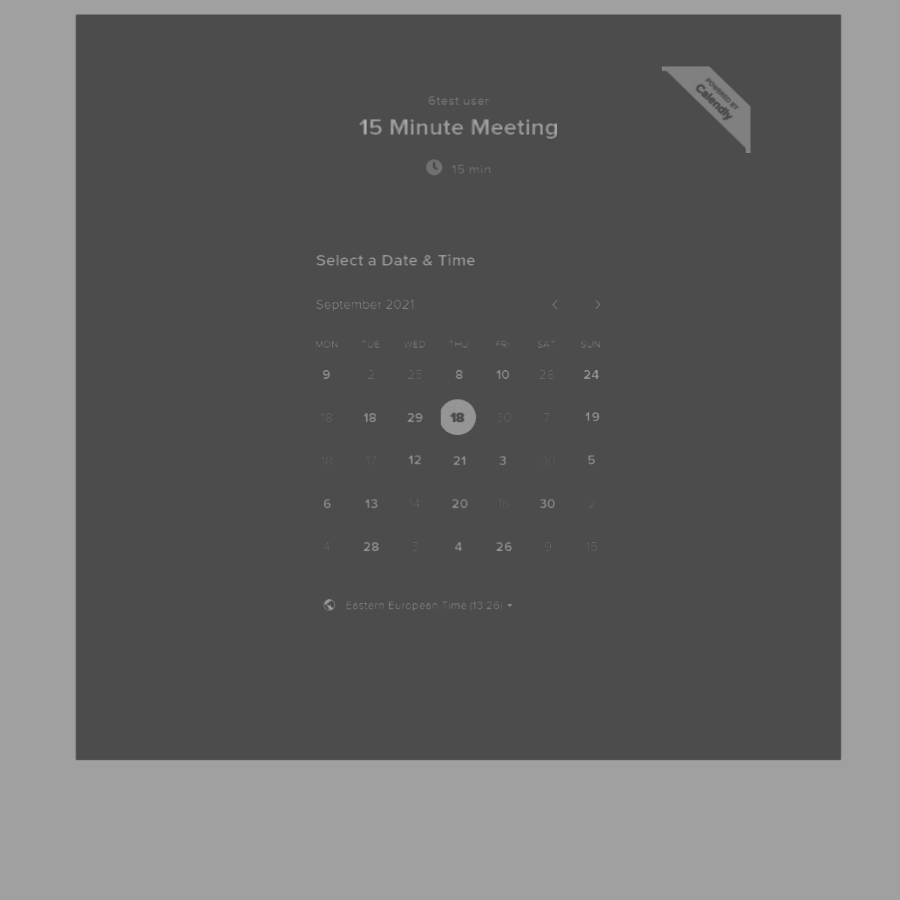 6test user
POWERED BY
Calendly
15 Minute Meeting
15 min
Select a Date & Time
September 2021
MON TUE WED THU FRI SAT SUN
9 2 25 8 10 23 24
18 18 29 18 30 7 19
16 17 12 21 3 30 5
6 13 14 20 16 30 2
4 28 3 4 26 9 15
Eastern European Time (13:26)